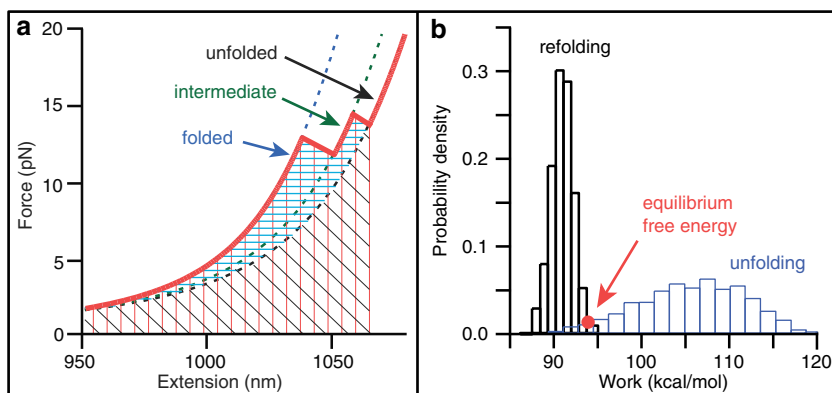 a
20
15
10
5
0
Force (pN)
unfolded
intermediate
folded
950
1000
1050
Extension (nm)
b
refolding
0.3
0.2
0.1
0.0
Probability density
equilibrium
free energy
unfolding
90
100
110
120
Work (kcal/mol)